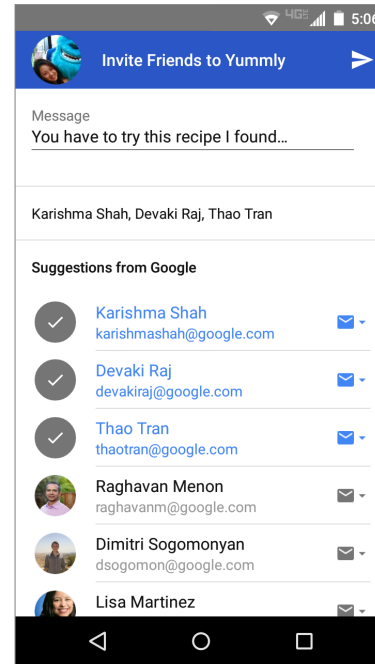 4G
5:06
Invite Friends to Yummly
Message
You have to try this recipe I found...
Karishma Shah, Devaki Raj, Thao Tran
Suggestions from Google
Karishma Shah
karishmashah@google.com
Devaki Raj
devakiraj@google.com
Thao Tran
thaotran@google.com
Raghavan Menon
raghavanm@google.com
Dimitri Sogomonyan
dsogomon@google.com
Lisa Martinez